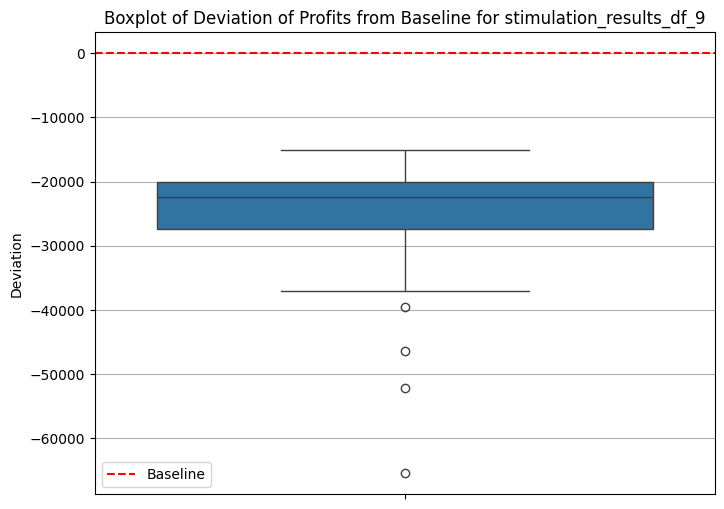 Boxplot of Deviation of Profits from Baseline for stimulation_results_df_9
0
−10000
−20000
−30000
−40000
−50000
−60000
Deviation
Baseline